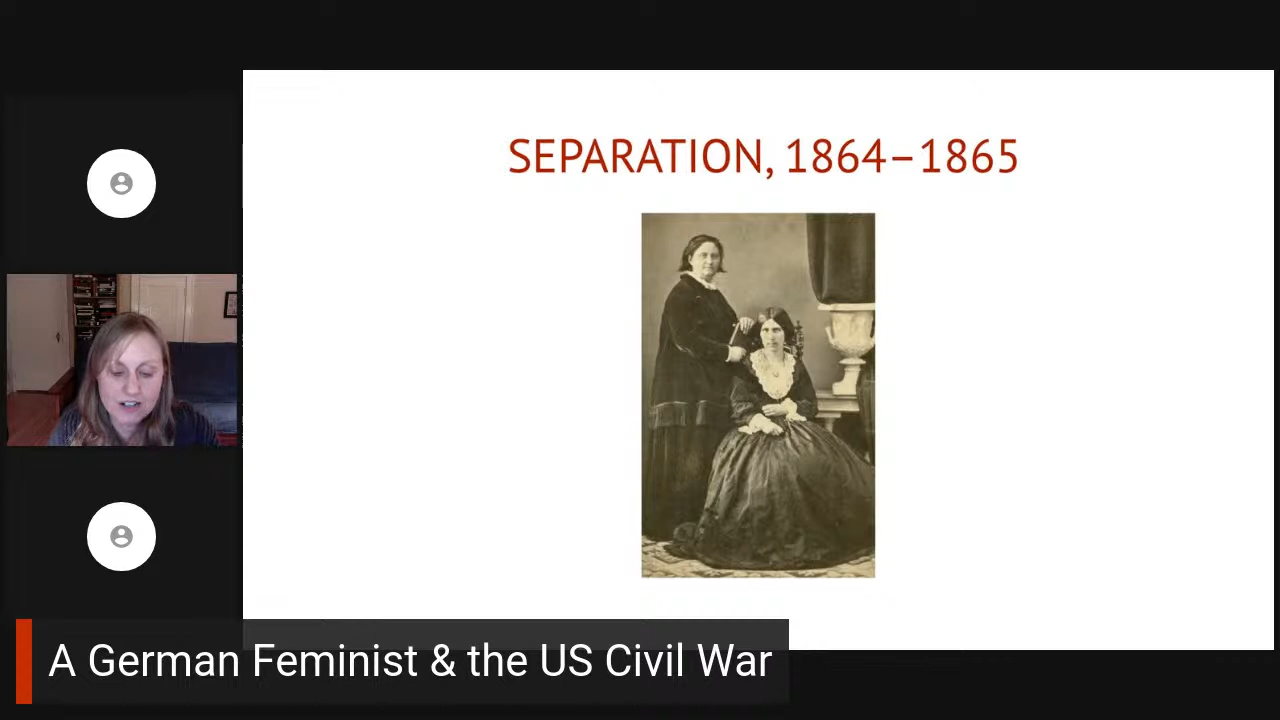 SEPARATION, 1864–1865
A German Feminist & the US Civil War